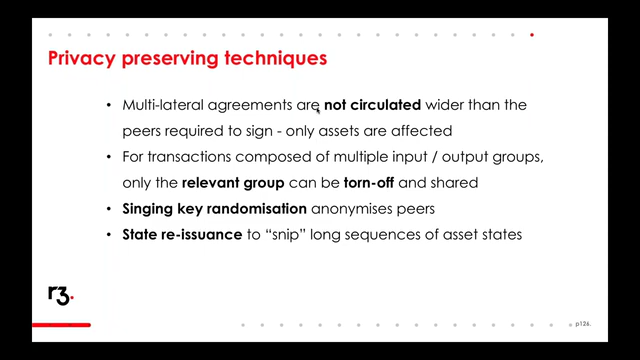 Privacy preserving techniques
• Multi-lateral agreements are not circulated wider than the
peers required to sign - only assets are affected
• For transactions composed of multiple input / output groups,
only the relevant group can be torn-off and shared
• Singing key randomisation anonymises peers
• State re-issuance to “snip” long sequences of asset states
r3.
p126.